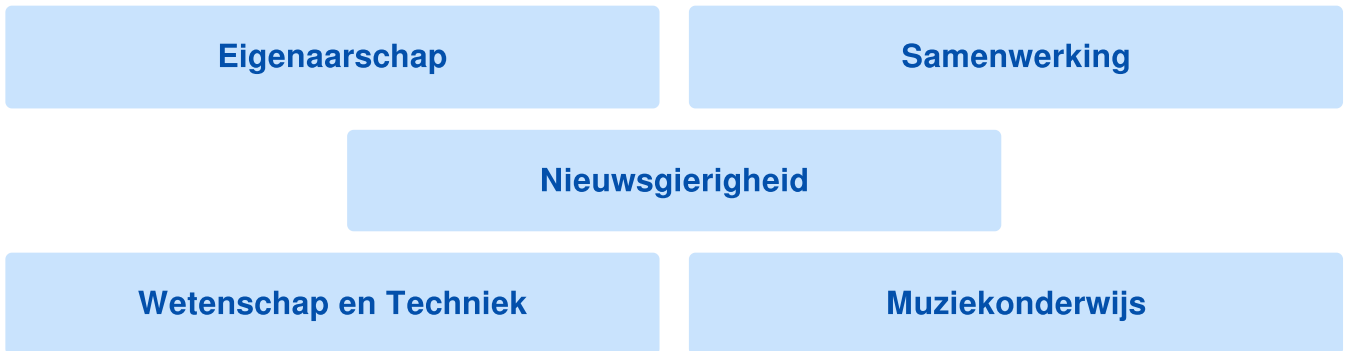 Eigenaarschap
Samenwerking
Nieuwsgierigheid
Wetenschap en Techniek
Muziekonderwijs